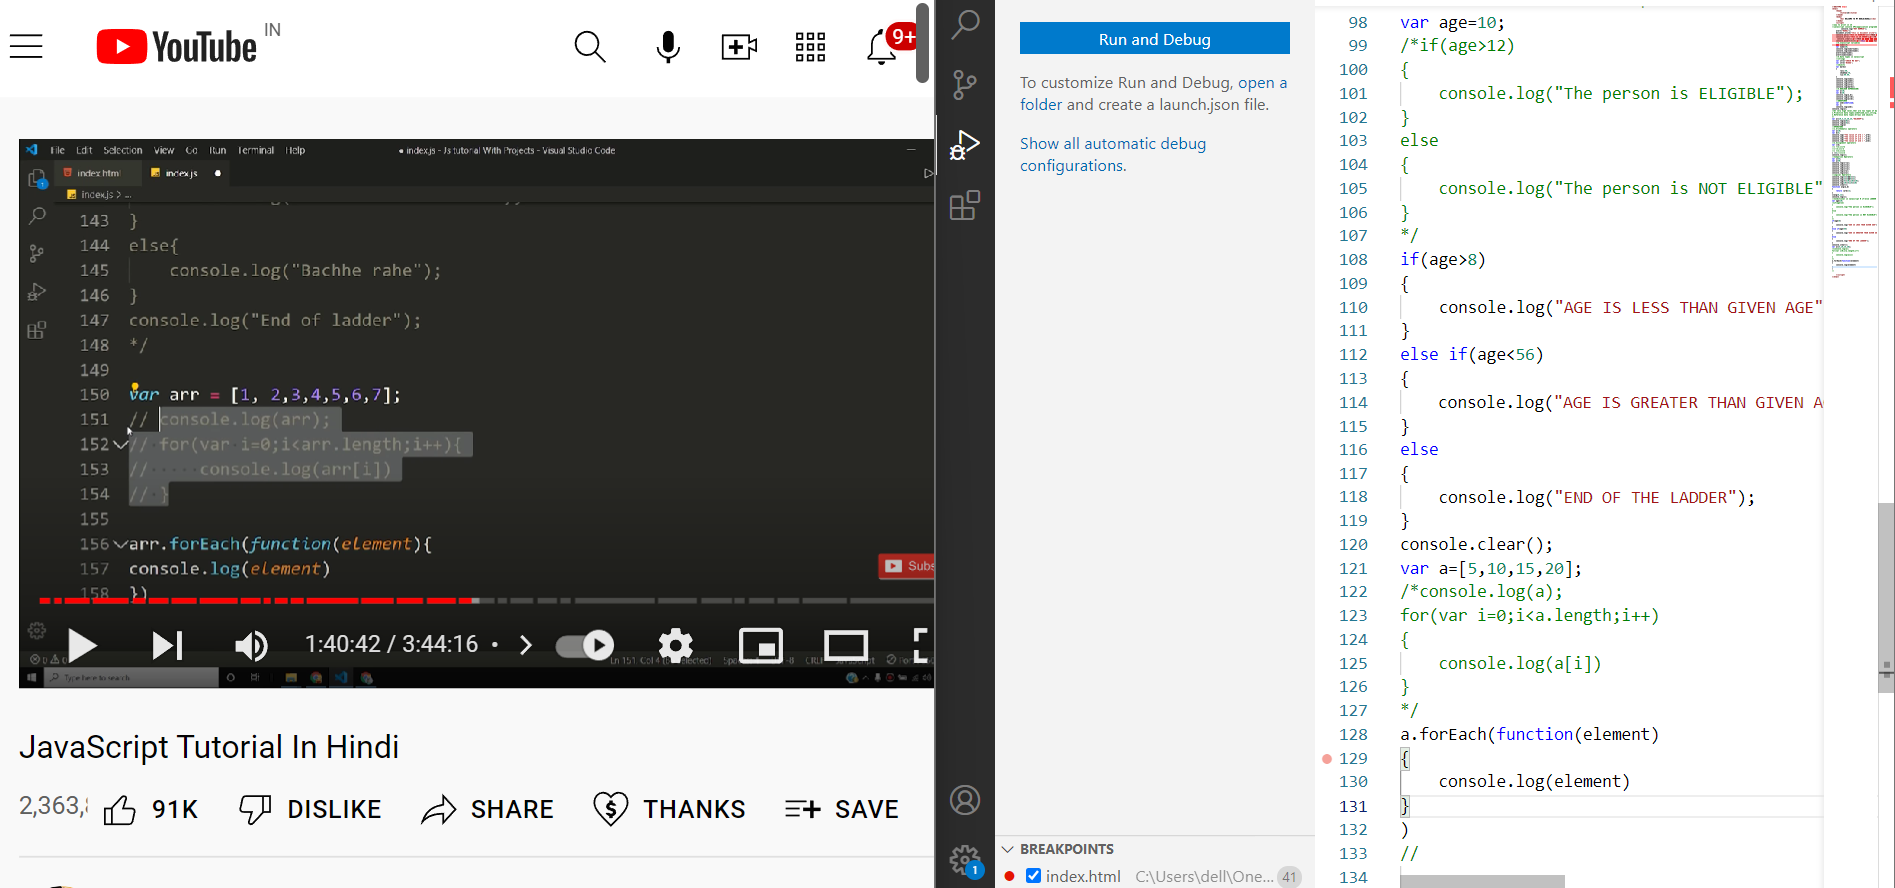 YouTube IN
9+
File Edit Selection View Go Run Terminal Help
index.js - Js tutorial With Projects - Visual Studio Code
index.html
index.js
index.js > ...
143 }
144 else{
145 console.log("Bachhe rahe");
146 }
147 console.log("End of ladder");
148 */
149
150 var arr = [1, 2,3,4,5,6,7];
151 // console.log(arr);
152 // for(var i=0;i<arr.length;i++){
153 // console.log(arr[i])
154 // }
155
156 arr.forEach(function(element){
157 console.log(element)
158 })
Subs
1:40:42 / 3:44:16
Type here to search
JavaScript Tutorial In Hindi
2,363,
91K
DISLIKE
SHARE
THANKS
SAVE
Run and Debug
To customize Run and Debug, open a
folder and create a launch.json file.
Show all automatic debug
configurations.
1
BREAKPOINTS
index.html C:\Users\dell\One... 41
98 var age=10;
99 /*if(age>12)
100 {
101 console.log("The person is ELIGIBLE");
102 }
103 else
104 {
105 console.log("The person is NOT ELIGIBLE"
106 }
107 */
108 if(age>8)
109 {
110 console.log("AGE IS LESS THAN GIVEN AGE"
111 }
112 else if(age<56)
113 {
114 console.log("AGE IS GREATER THAN GIVEN A
115 }
116 else
117 {
118 console.log("END OF THE LADDER");
119 }
120 console.clear();
121 var a=[5,10,15,20];
122 /*console.log(a);
123 for(var i=0;i<a.length;i++)
124 {
125 console.log(a[i])
126 }
127 */
128 a.forEach(function(element)
129 {
130 console.log(element)
131 }
132 )
133 //
134